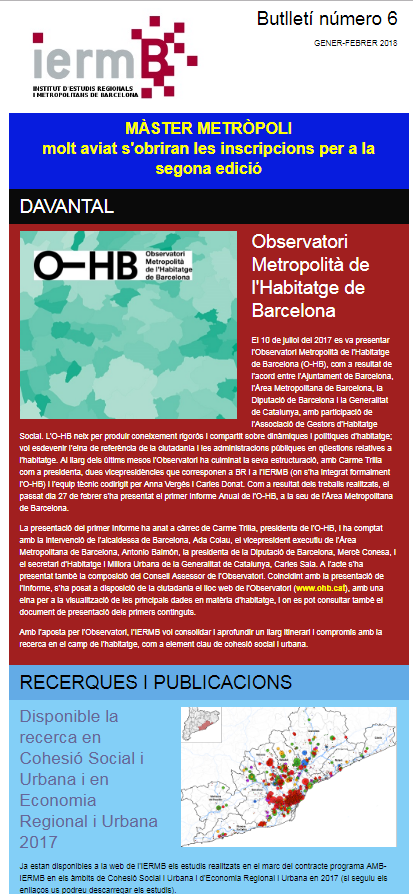 Butlletí número 6
GENER-FEBRER 2018
iermB
INSTITUT D'ESTUDIS REGIONALS
I METROPOLITANS DE BARCELONA
MÀSTER METRÒPOLI
molt aviat s'obriran les inscripcions per a la
segona edició
DAVANTAL
O-HB
Observatori
Metropolità
de l'Habitatge
de Barcelona
Observatori
Metropolità de
l'Habitatge de
Barcelona
El 10 de juliol del 2017 es va presentar
l'Observatori Metropolità de l'Habitatge
de Barcelona (O-HB), com a resultat de
l'acord entre l'Ajuntament de Barcelona,
l'Àrea Metropolitana de Barcelona, la
Diputació de Barcelona i la Generalitat
de Catalunya, amb participació de
l'Associació de Gestors d'Habitatge
Social. L'O-HB neix per produir coneixement rigorós i compartit sobre dinàmiques i polítiques d'habitatge;
vol esdevenir l'eina de referència de la ciutadania i les administracions públiques en qüestions relatives a
l'habitatge. Al llarg dels últims mesos l'Observatori ha culminat la seva estructuració, amb Carme Trilla
com a presidenta, dues vicepresidències que corresponen a BR i a l'IERMB (on s'ha integrat formalment
l'O-HB) i l'equip tècnic codirigit per Anna Vergés i Carles Donat. Com a resultat dels treballs realitzats, el
passat dia 27 de febrer s'ha presentat el primer Informe Anual de l'O-HB, a la seu de l'Àrea Metropolitana
de Barcelona.
La presentació del primer Informe ha anat a càrrec de Carme Trilla, presidenta de l'O-HB, i ha comptat
amb la intervenció de l'alcaldessa de Barcelona, Ada Colau, el vicepresident executiu de l'Àrea
Metropolitana de Barcelona, Antonio Balmón, la presidenta de la Diputació de Barcelona, Mercè Conesa, i
el secretari d'Habitatge i Millora Urbana de la Generalitat de Catalunya, Carles Sala. A l'acte s'ha
presentat també la composició del Consell Assessor de l'Observatori. Coincidint amb la presentació de
l'informe, s'ha posat a disposició de la ciutadania el lloc web de l'Observatori (www.ohb.cat), amb una
eina per a la visualització de les principals dades en matèria d'habitatge, i on es pot consultar també el
document de presentació dels primers continguts.
Amb l'aposta per l'Observatori, l'IERMB vol consolidar i aprofundir un llarg itinerari i compromís amb la
recerca en el camp de l'habitatge, com a element clau de cohesió social i urbana.
RECERQUES I PUBLICACIONS
Disponible la
recerca en
Cohesió Social i
Urbana i en
Economia
Regional i Urbana
2017
Ja estan disponibles a la web de l'IERMB els estudis realitzats en el marc del contracte programa AMB-
IERMB en els àmbits de Cohesió Social i Urbana i d'Economia Regional i Urbana en 2017 (si seguiu els
enllaços us podreu descarregar els estudis).